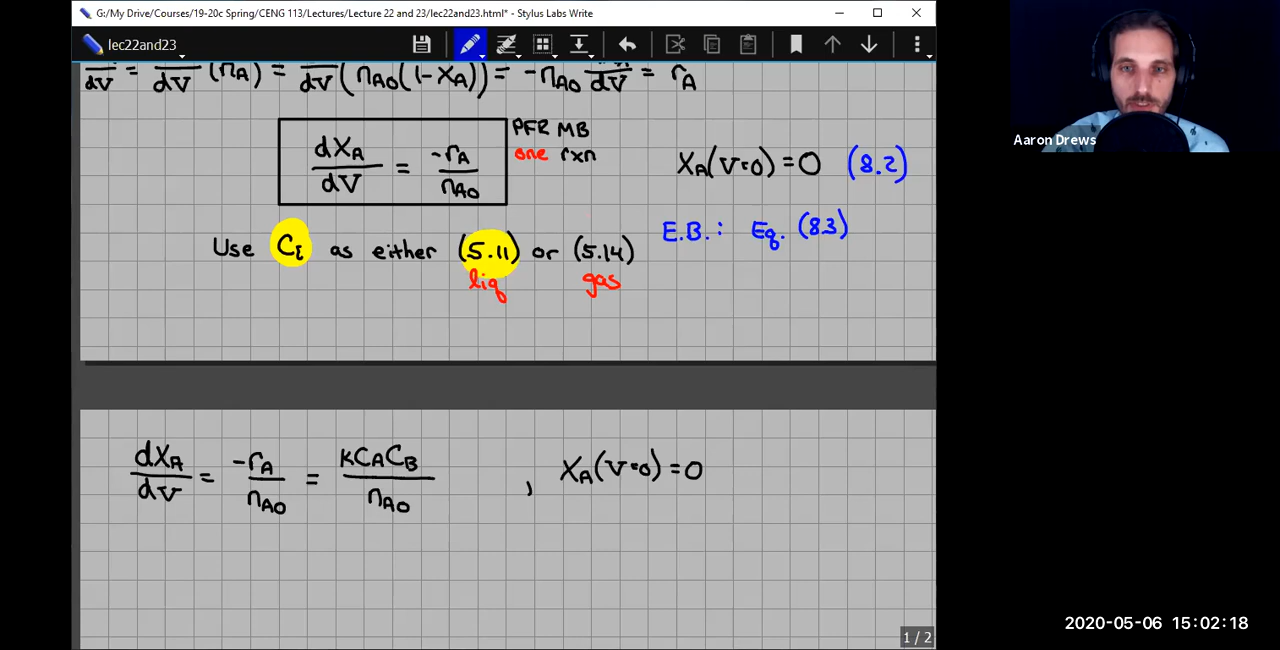 G:/My Drive/Courses/19-20c Spring/CENG 113/Lectures/Lecture 22 and 23/lec22and23.html* - Stylus Labs Write
lec22and23
Aaron Drews
dV = dV (nA) = dV (nA0(1-XA)) = -nA0 dV = rA
dXA/dV = -rA/nA0
PFR MB
one rxn
XA(V=0)=0 (8.2)
Use Ci as either (5.11) or (5.14)
liq gas
E.B.: Eq. (8.3)
dXA/dV = -rA/nA0 = kCACB/nA0 , XA(V=0)=0
2020-05-06 15:02:18
1 / 2